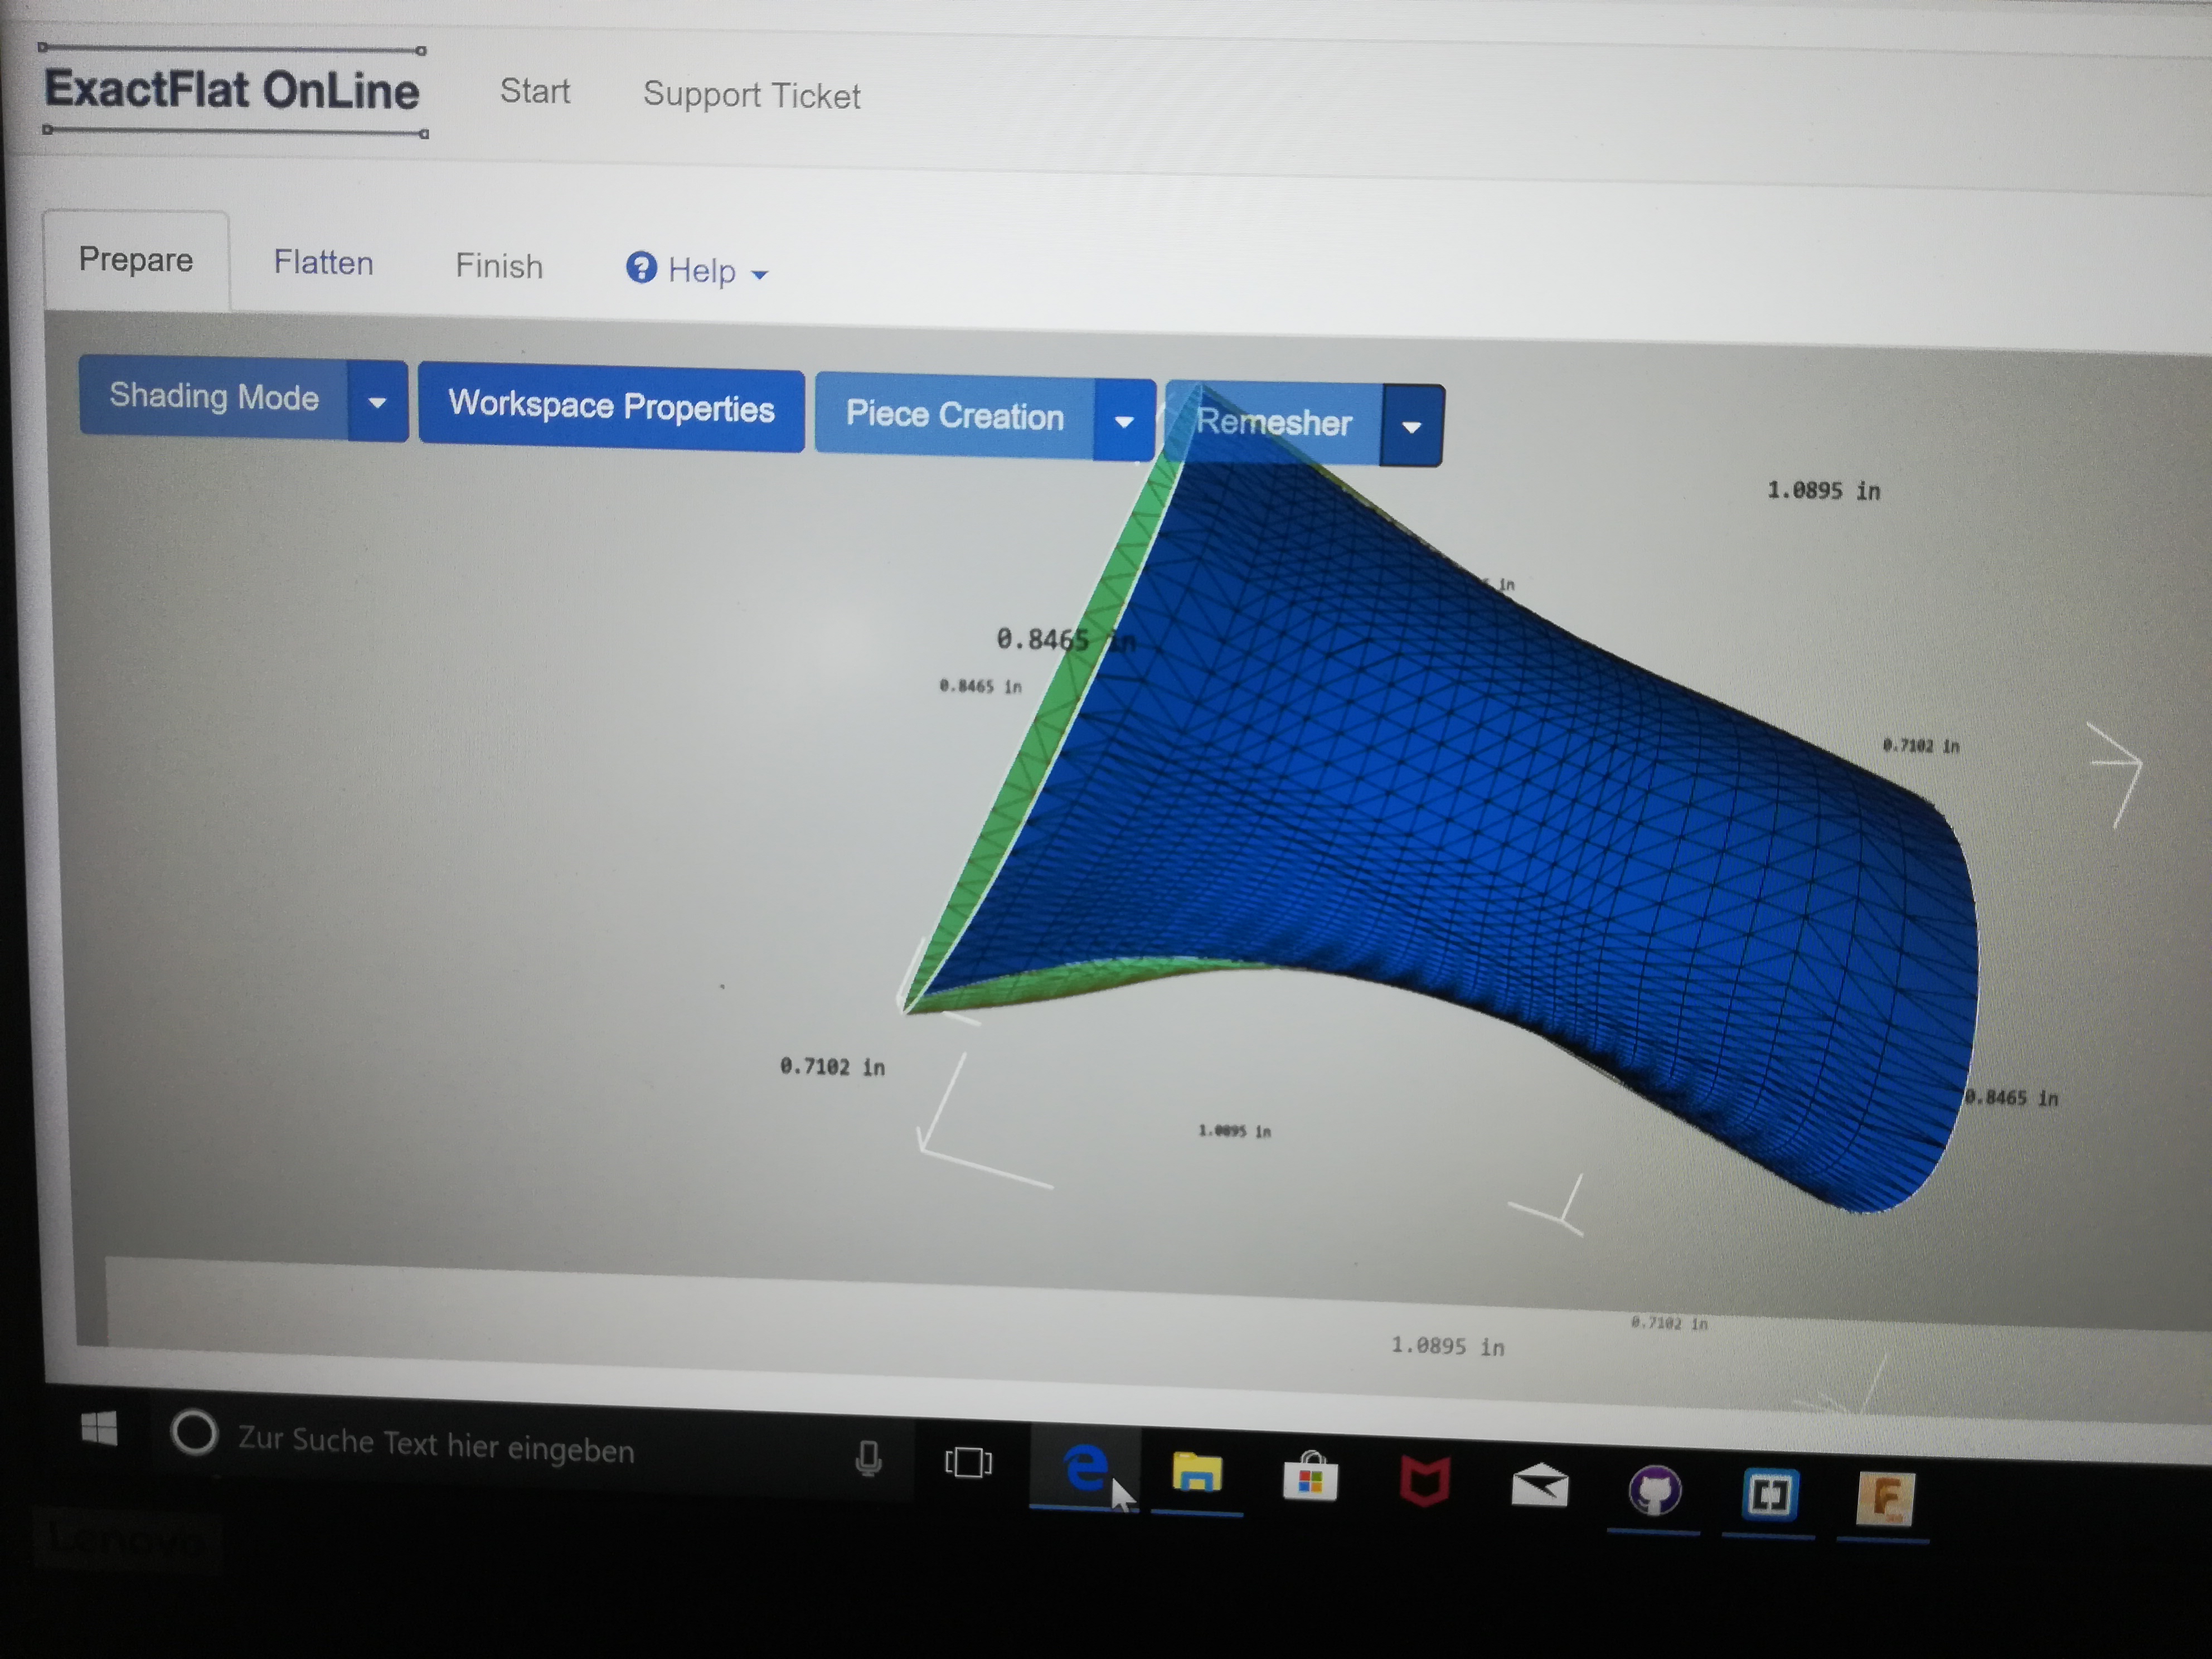 ExactFlat OnLine
Start
Support Ticket
Prepare
Flatten
Finish
? Help
Shading Mode
Workspace Properties
Piece Creation
Remesher
1.0895 in
in
0.8465 in
0.8465 in
0.7102 in
0.7102 in
0.8465 in
1.0895 in
0.7102 in
1.0895 in
Zur Suche Text hier eingeben
Lenovo